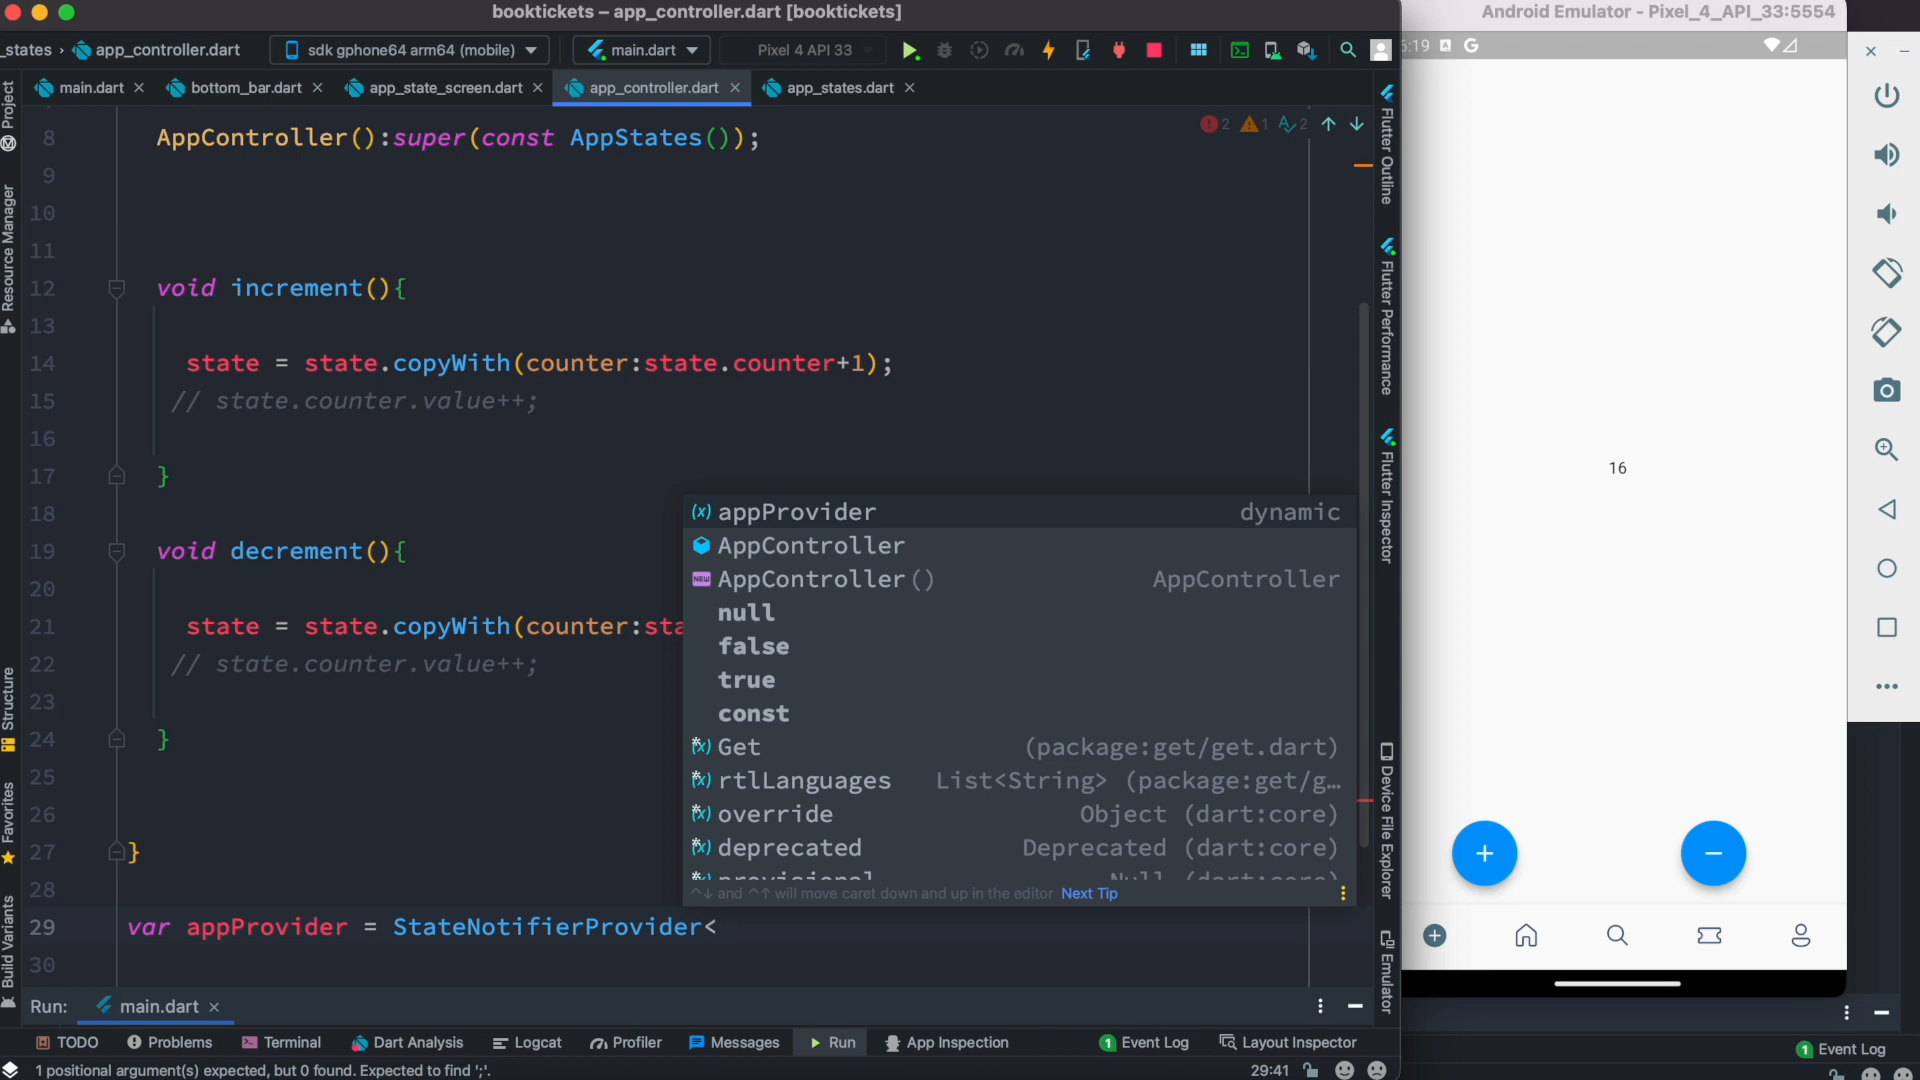 booktickets – app_controller.dart [booktickets]
Android Emulator - Pixel_4_API_33:5554
_states › app_controller.dart
sdk gphone64 arm64 (mobile)
main.dart
Pixel 4 API 33
5:19
main.dart
bottom_bar.dart
app_state_screen.dart
app_controller.dart
app_states.dart
2 1 2
8 AppController():super(const AppStates());
9
10
11
12 void increment(){
13
14 state = state.copyWith(counter:state.counter+1);
15 // state.counter.value++;
16
17 }
18
19 void decrement(){
20
21 state = state.copyWith(counter:sta
22 // state.counter.value++;
23
24 }
25
26
27 }
28
29 var appProvider = StateNotifierProvider<
30
appProvider dynamic
AppController
AppController() AppController
null
false
true
const
Get (package:get/get.dart)
rtlLanguages List<String> (package:get/g…
override Object (dart:core)
deprecated Deprecated (dart:core)
provisional Null (dart:core)
^↓ and ^↑ will move caret down and up in the editor Next Tip
Project
Resource Manager
Structure
Favorites
Build Variants
Flutter Outline
Flutter Performance
Flutter Inspector
Device File Explorer
Emulator
16
Run: main.dart
TODO
Problems
Terminal
Dart Analysis
Logcat
Profiler
Messages
Run
App Inspection
1 Event Log
Layout Inspector
1 Event Log
1 positional argument(s) expected, but 0 found. Expected to find ';'.
29:41